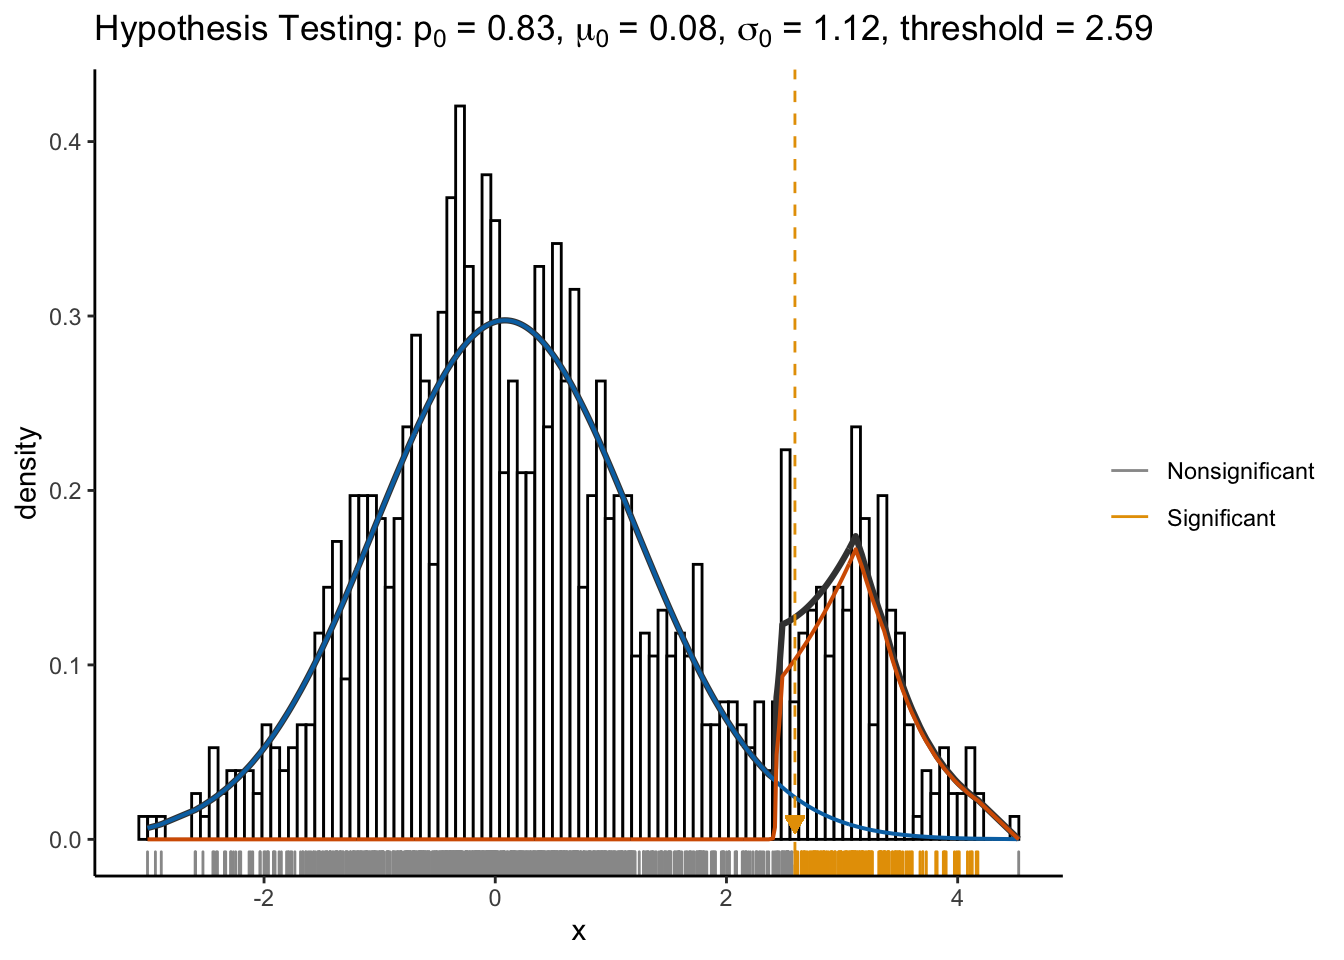 Hypothesis Testing: p₀ = 0.83, μ₀ = 0.08, σ₀ = 1.12, threshold = 2.59
density
0.4
0.3
0.2
0.1
0.0
-2 0 2 4
x
Nonsignificant
Significant